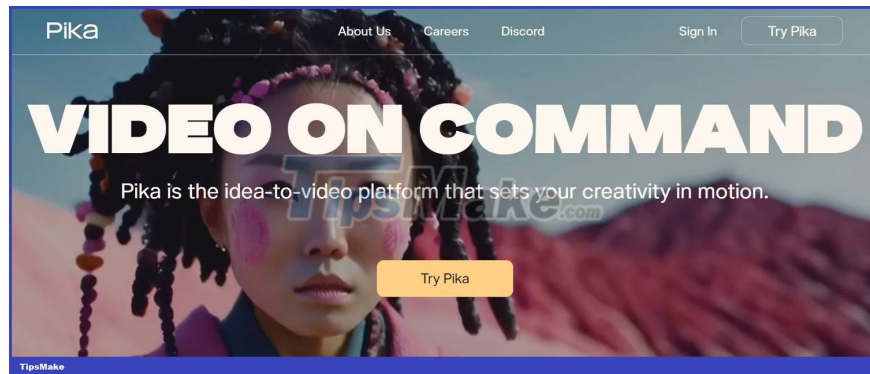 Pika
About Us Careers Discord Sign In Try Pika
VIDEO ON COMMAND
Pika is the idea-to-video platform that sets your creativity in motion.
TipsMake.com
Try Pika
TipsMake